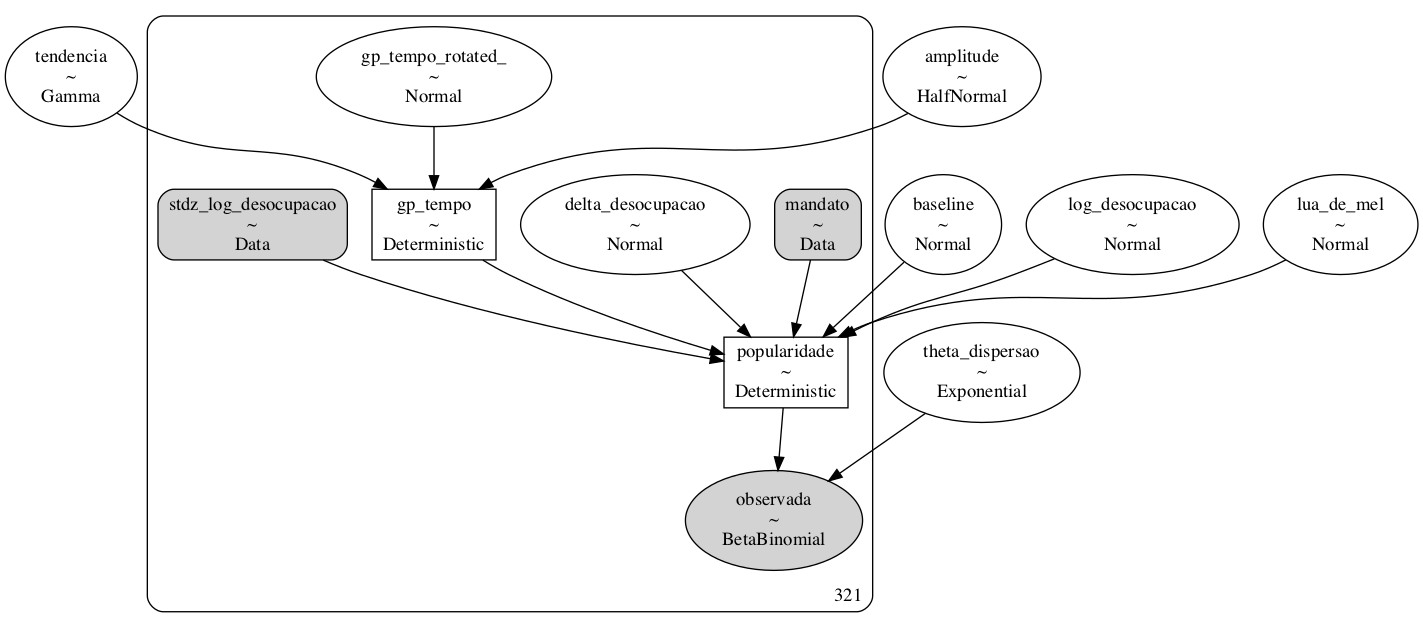 tendencia
~
Gamma
gp_tempo_rotated_
~
Normal
amplitude
~
HalfNormal
stdz_log_desocupacao
~
Data
gp_tempo
~
Deterministic
delta_desocupacao
~
Normal
mandato
~
Data
baseline
~
Normal
log_desocupacao
~
Normal
lua_de_mel
~
Normal
popularidade
~
Deterministic
theta_dispersao
~
Exponential
observada
~
BetaBinomial
321